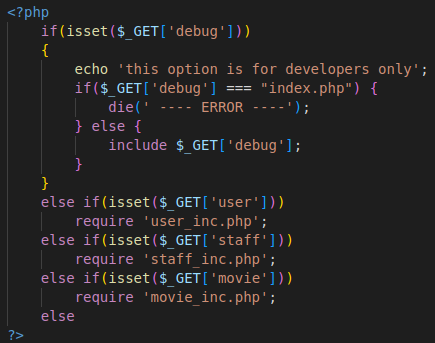 <?php
if(isset($_GET['debug']))
{
echo 'this option is for developers only';
if($_GET['debug'] === "index.php") {
die(' ---- ERROR ----');
} else {
include $_GET['debug'];
}
}
else if(isset($_GET['user']))
require 'user_inc.php';
else if(isset($_GET['staff']))
require 'staff_inc.php';
else if(isset($_GET['movie']))
require 'movie_inc.php';
else
?>